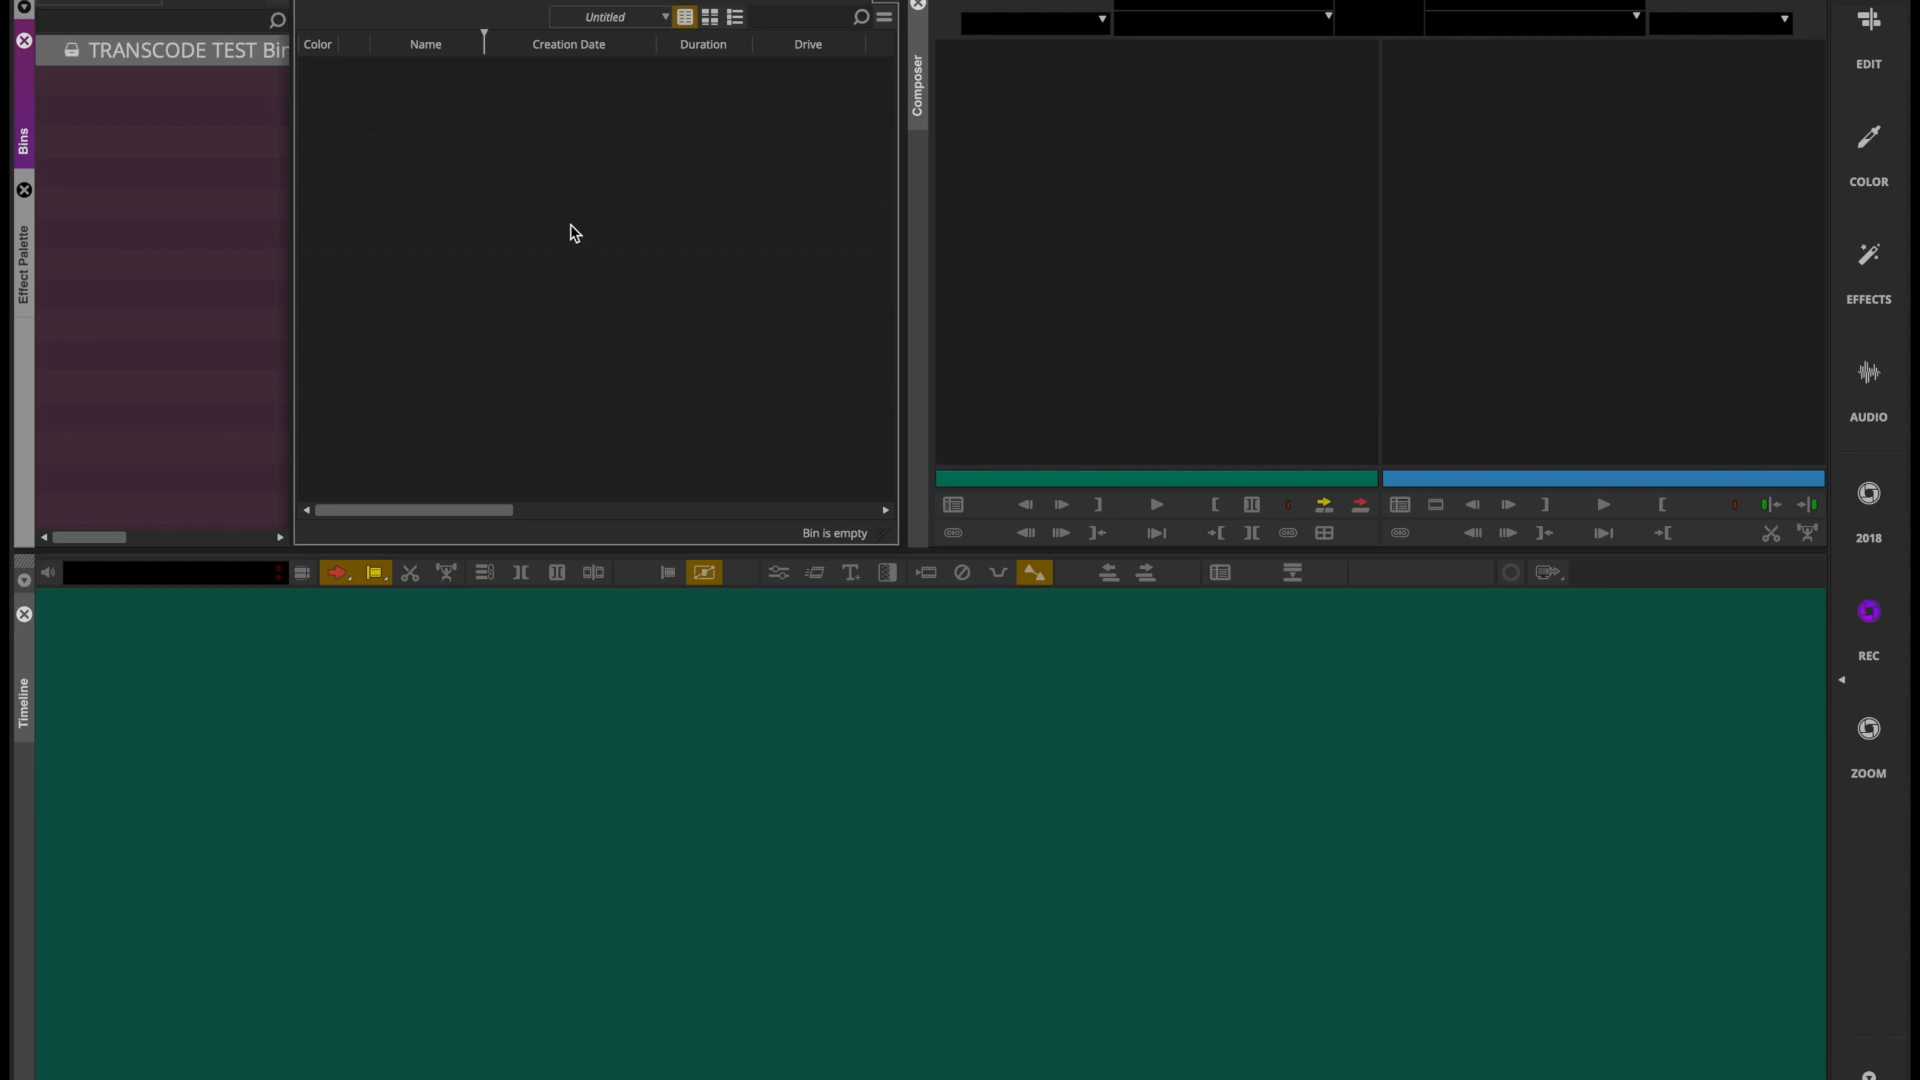 Untitled
TRANSCODE TEST Bin
Color
Name
Creation Date
Duration
Drive
Bins
Effect Palette
Composer
Bin is empty
Timeline
EDIT
COLOR
EFFECTS
AUDIO
2018
REC
ZOOM